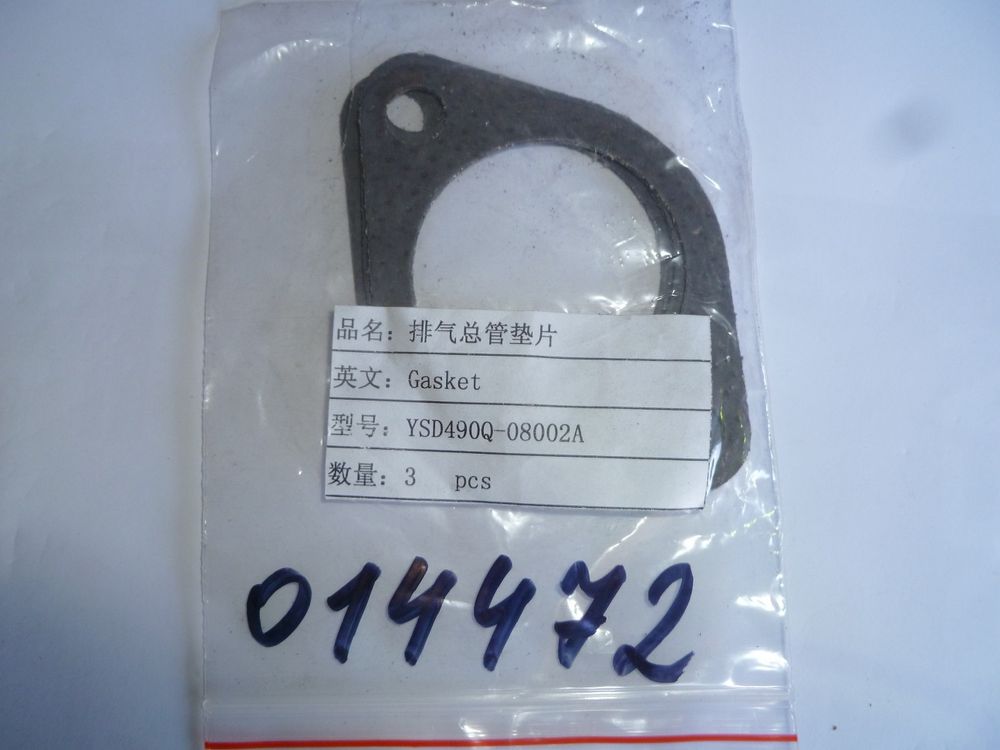 品名：排气总管垫片
英文：Gasket
型号：YSD490Q-08002A
数量：3 pcs
014472